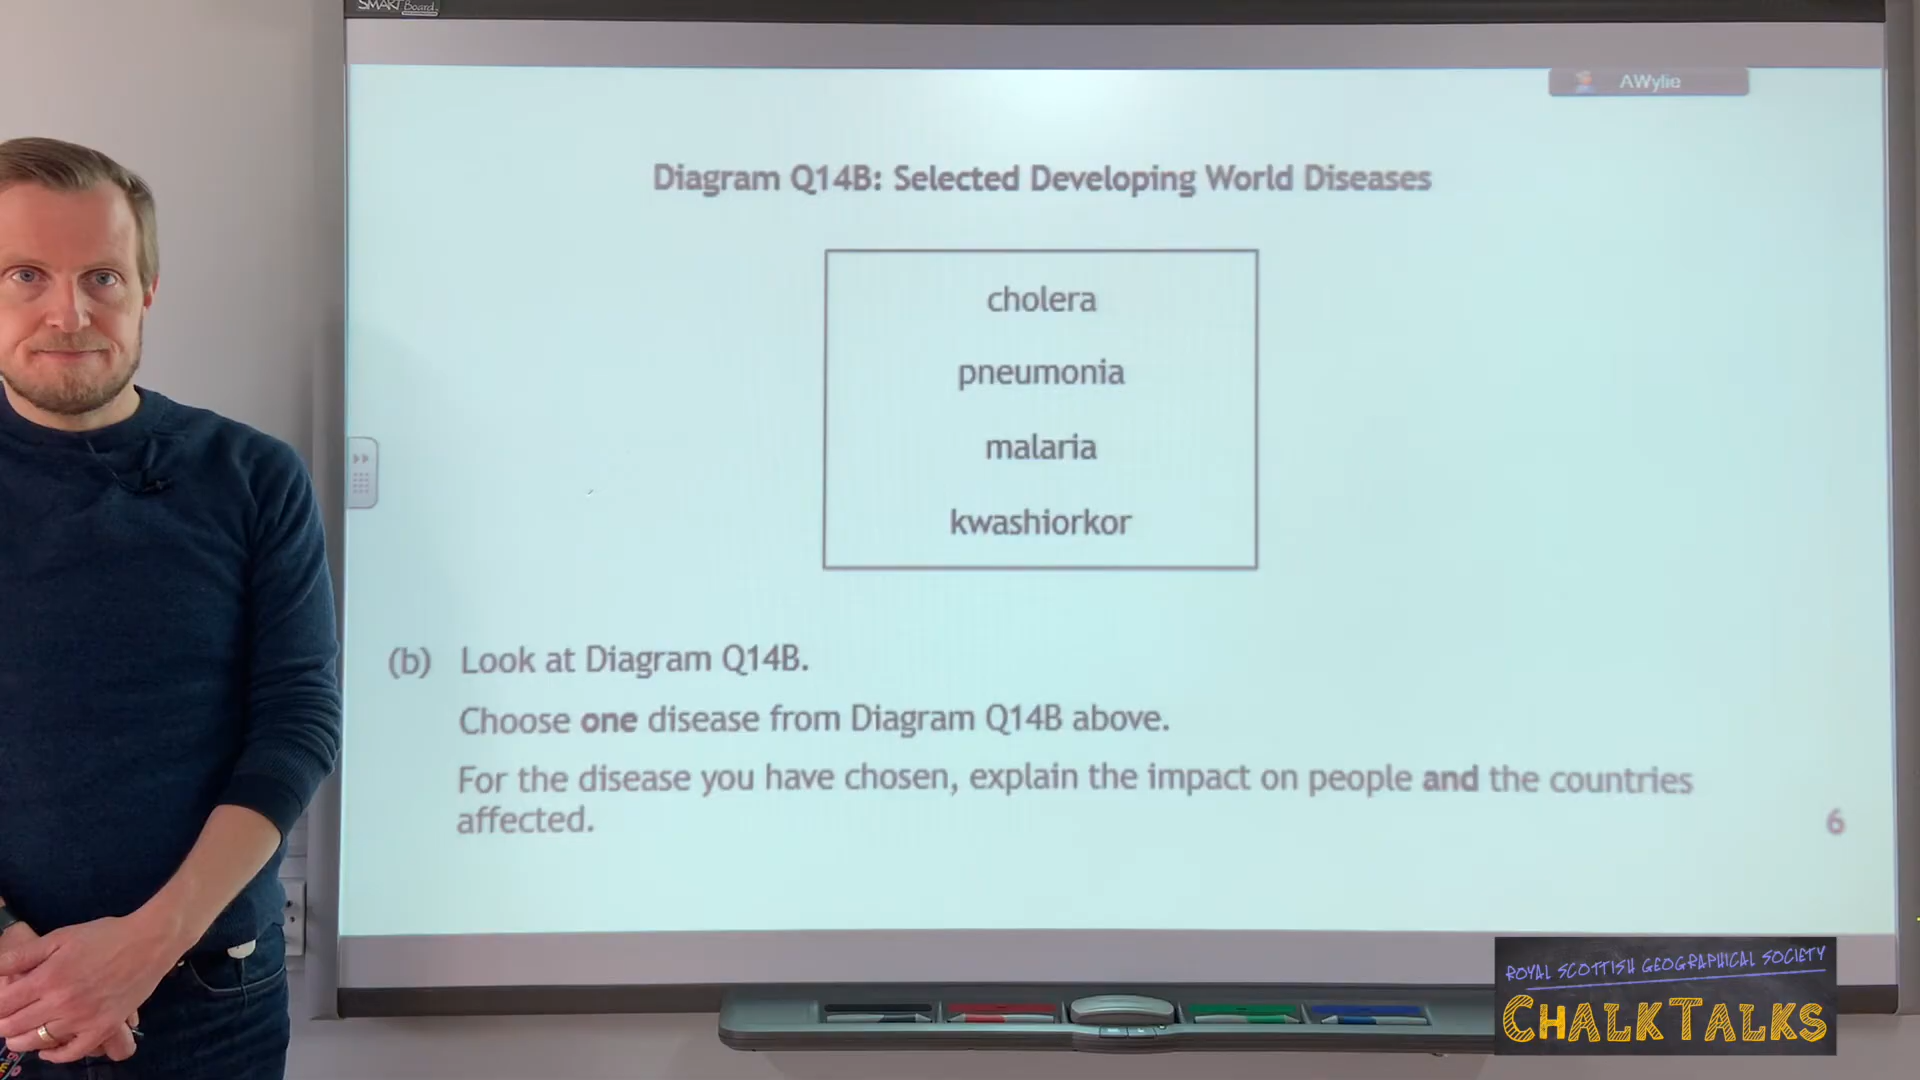 SMART Board
AWylie
Diagram Q14B: Selected Developing World Diseases
cholera
pneumonia
malaria
kwashiorkor
(b) Look at Diagram Q14B.
Choose one disease from Diagram Q14B above.
For the disease you have chosen, explain the impact on people and the countries
affected.
6
ROYAL SCOTTISH GEOGRAPHICAL SOCIETY
CHALKTALKS